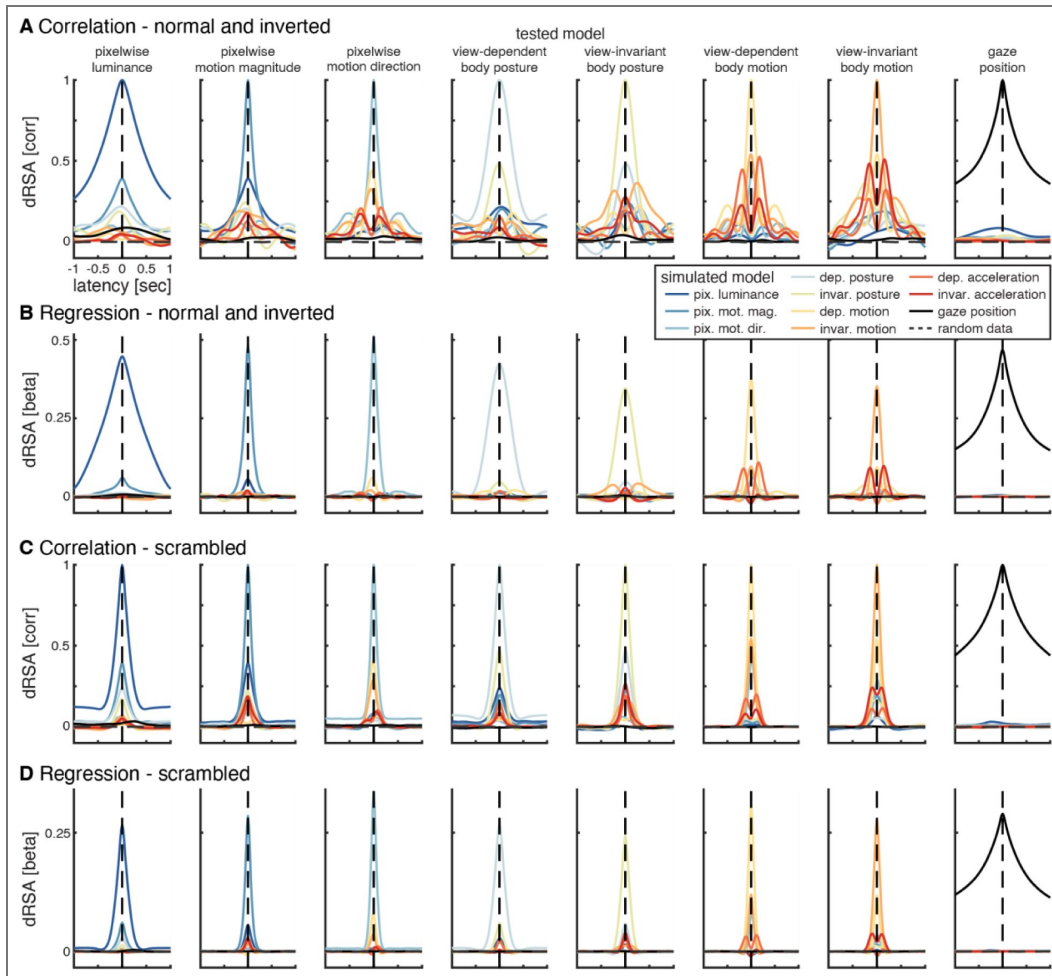 A Correlation - normal and inverted
tested model
pixelwise luminance
pixelwise motion magnitude
pixelwise motion direction
view-dependent body posture
view-invariant body posture
view-dependent body motion
view-invariant body motion
gaze position
dRSA [corr]
1
0.5
0
-1 -0.5 0 0.5 1
latency [sec]
simulated model
pix. luminance
pix. mot. mag.
pix. mot. dir.
dep. posture
invar. posture
dep. motion
invar. motion
dep. acceleration
invar. acceleration
gaze position
random data
B Regression - normal and inverted
dRSA [beta]
0.5
0.25
0
C Correlation - scrambled
dRSA [corr]
1
0.5
0
D Regression - scrambled
dRSA [beta]
0.25
0